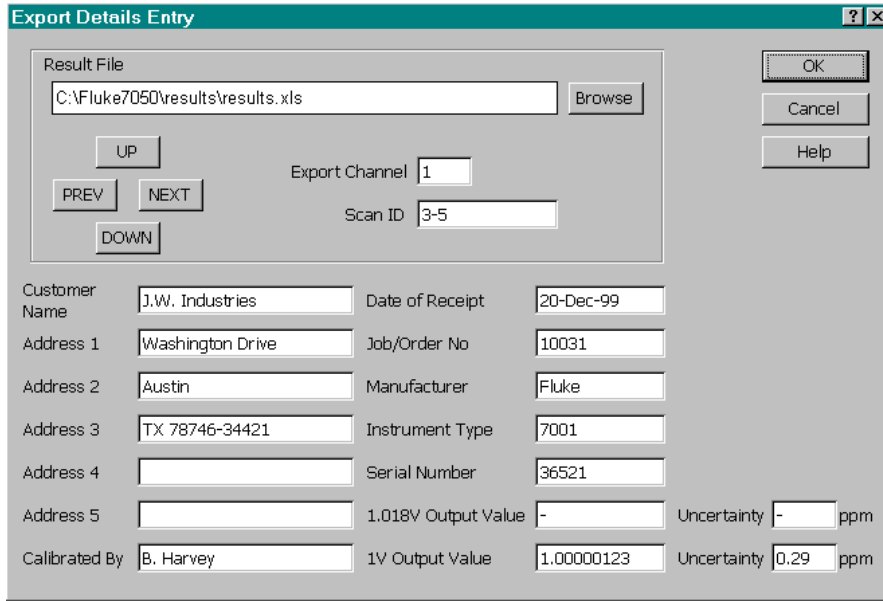 Export Details Entry
Result File
C:\Fluke7050\results\results.xls
Browse
UP
PREV
NEXT
DOWN
Export Channel 1
Scan ID 3-5
OK
Cancel
Help
Customer Name J.W. Industries Date of Receipt 20-Dec-99
Address 1 Washington Drive Job/Order No 10031
Address 2 Austin Manufacturer Fluke
Address 3 TX 78746-34421 Instrument Type 7001
Address 4 Serial Number 36521
Address 5 1.018V Output Value - Uncertainty - ppm
Calibrated By B. Harvey 1V Output Value 1.00000123 Uncertainty 0.29 ppm